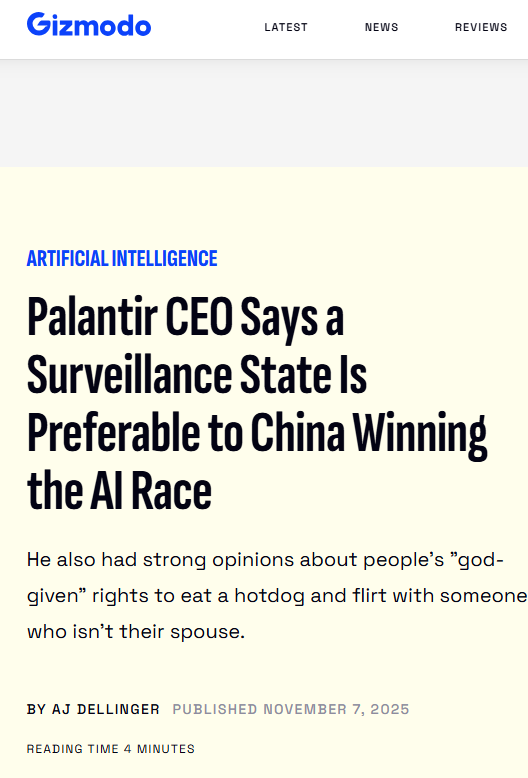 Gizmodo
LATEST NEWS REVIEWS
ARTIFICIAL INTELLIGENCE
Palantir CEO Says a
Surveillance State Is
Preferable to China Winning
the AI Race
He also had strong opinions about people's "god-
given" rights to eat a hotdog and flirt with someone
who isn't their spouse.
BY AJ DELLINGER PUBLISHED NOVEMBER 7, 2025
READING TIME 4 MINUTES